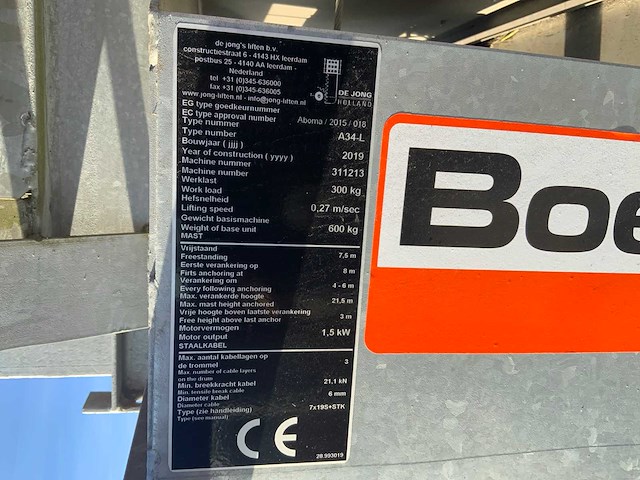 de jong's liften b.v.
constructiestraat 6 - 4143 HX leerdam
postbus 25 - 4140 AA leerdam -
Nederland
tel +31 (0)345-636000
fax +31 (0)345-636005
www.jong-liften.nl - info@jong-liften.nl
DE JONG
HOLLAND
EG type goedkeurnummer
EC type approval number Aboma / 2015 / 018
Type nummer
Type number A34-L
Bouwjaar ( jjjj )
Year of construction ( yyyy ) 2019
Machine nummer
Machine number 311213
Werklast
Work load 300 kg
Hefsnelheid
Lifting speed 0,27 m/sec
Gewicht basismachine
Weight of base unit 600 kg
MAST
Vrijstaand
Freestanding 7,5 m
Eerste verankering op
Firts anchoring at 8 m
Verankering om
Every following anchoring 4 - 6 m
Max. verankerde hoogte
Max. mast height anchored 21,5 m
Vrije hoogte boven laatste verankering
Free height above last anchor 3 m
Motorvermogen
Motor output 1,5 kW
STAALKABEL
Max. aantal kabellagen op
de trommel 3
Max. number of cable layers
on the drum
Min. breekkracht kabel 21,1 kN
Min. tensile break cable
Diameter kabel 6 mm
Diameter cable
Type (zie handleiding) 7x19S+STK
Type (see manual)
CE
28.993019
Boe